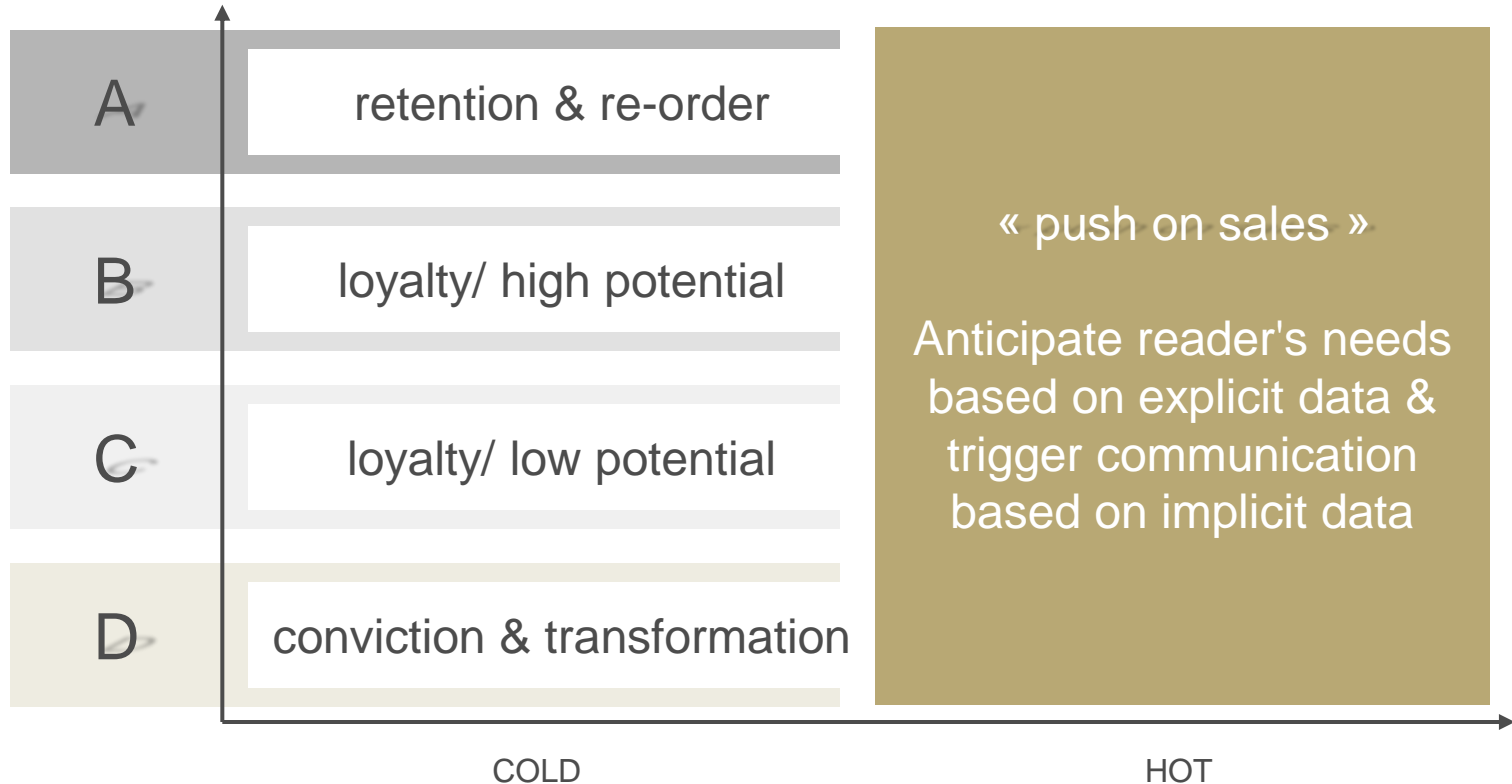 A
retention & re-order
B
loyalty/ high potential
C
loyalty/ low potential
D
conviction & transformation
« push on sales »
Anticipate reader's needs
based on explicit data &
trigger communication
based on implicit data
COLD
HOT